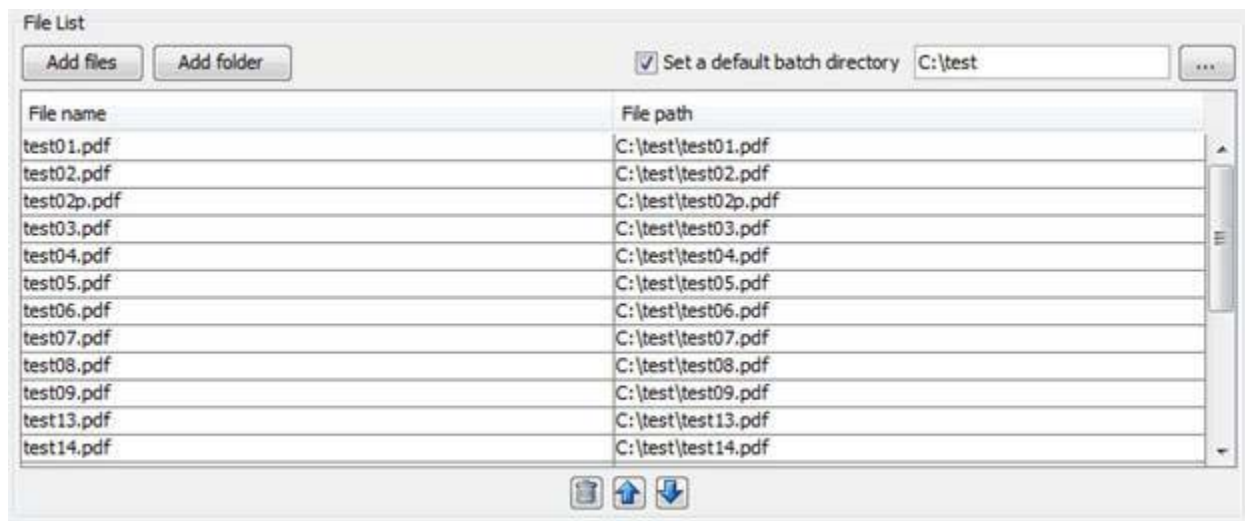 File List
Add files Add folder Set a default batch directory C:\test ...
File name File path
test01.pdf C:\test\test01.pdf
test02.pdf C:\test\test02.pdf
test02p.pdf C:\test\test02p.pdf
test03.pdf C:\test\test03.pdf
test04.pdf C:\test\test04.pdf
test05.pdf C:\test\test05.pdf
test06.pdf C:\test\test06.pdf
test07.pdf C:\test\test07.pdf
test08.pdf C:\test\test08.pdf
test09.pdf C:\test\test09.pdf
test13.pdf C:\test\test13.pdf
test14.pdf C:\test\test14.pdf